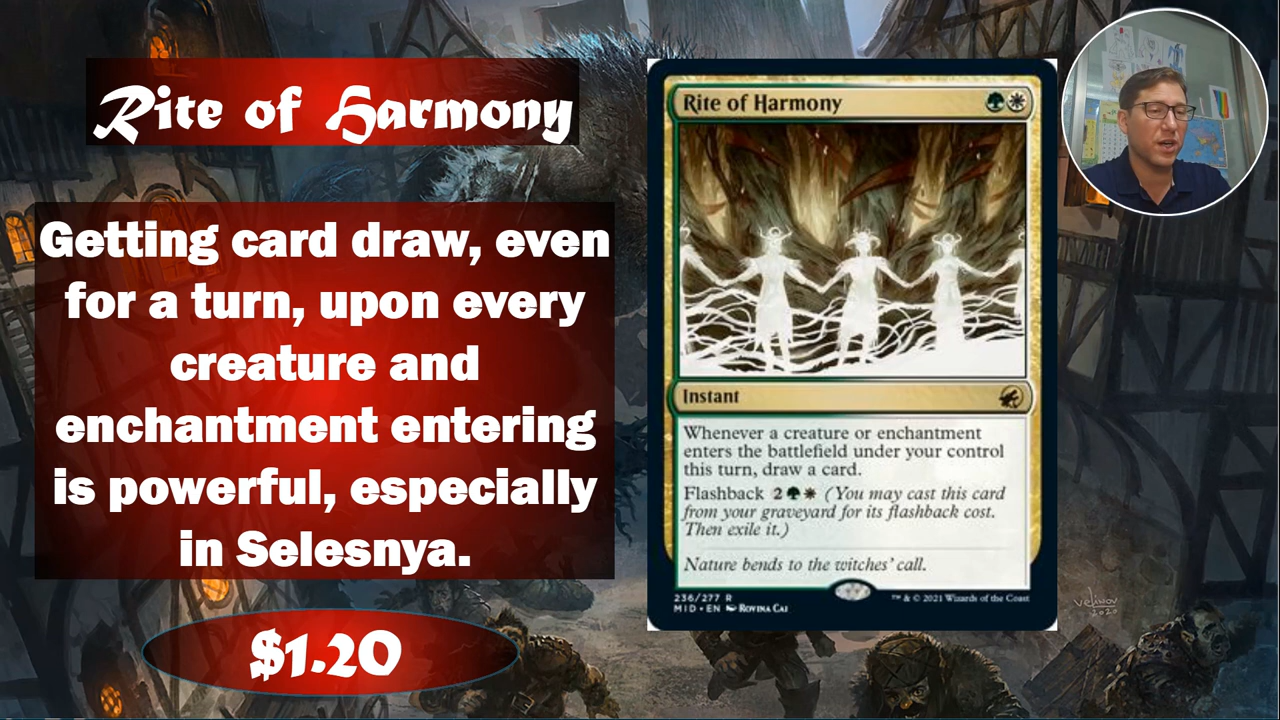 Rite of Harmony
Getting card draw, even
for a turn, upon every
creature and
enchantment entering
is powerful, especially
in Selesnya.
$1.20
Rite of Harmony
Instant
Whenever a creature or enchantment
enters the battlefield under your control
this turn, draw a card.
Flashback 2 (You may cast this card
from your graveyard for its flashback cost.
Then exile it.)
Nature bends to the witches' call.
236/277 R
MID • EN Rovina Cai
™ & © 2021 Wizards of the Coast
Velinov
2020